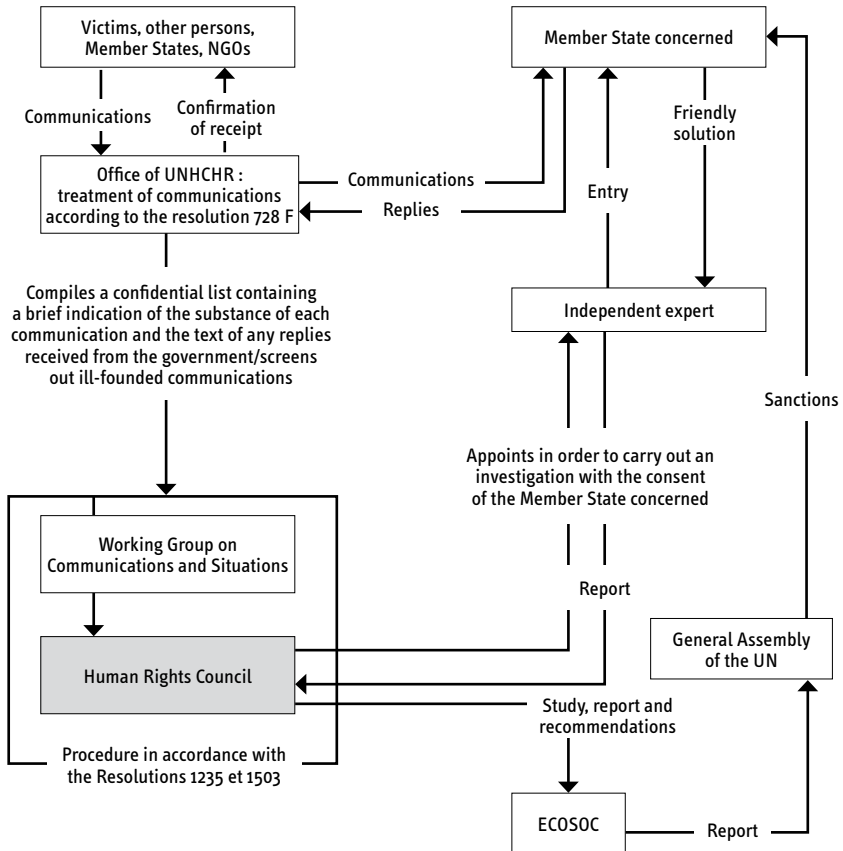 Victims, other persons,
Member States, NGOs
Member State concerned
Communications
Confirmation
of receipt
Friendly
solution
Office of UNHCHR :
treatment of communications
according to the resolution 728 F
Communications
Replies
Entry
Compiles a confidential list containing
a brief indication of the substance of each
communication and the text of any replies
received from the government/screens
out ill-founded communications
Independent expert
Sanctions
Appoints in order to carry out an
investigation with the consent
of the Member State concerned
Working Group on
Communications and Situations
Report
Human Rights Council
General Assembly
of the UN
Study, report and
recommendations
Procedure in accordance with
the Resolutions 1235 et 1503
ECOSOC
Report